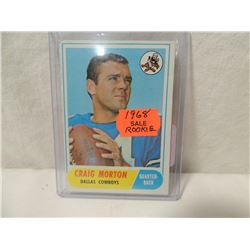 1968
SALE
ROOKIE
CRAIG MORTON
DALLAS COWBOYS
QUARTER-
BACK